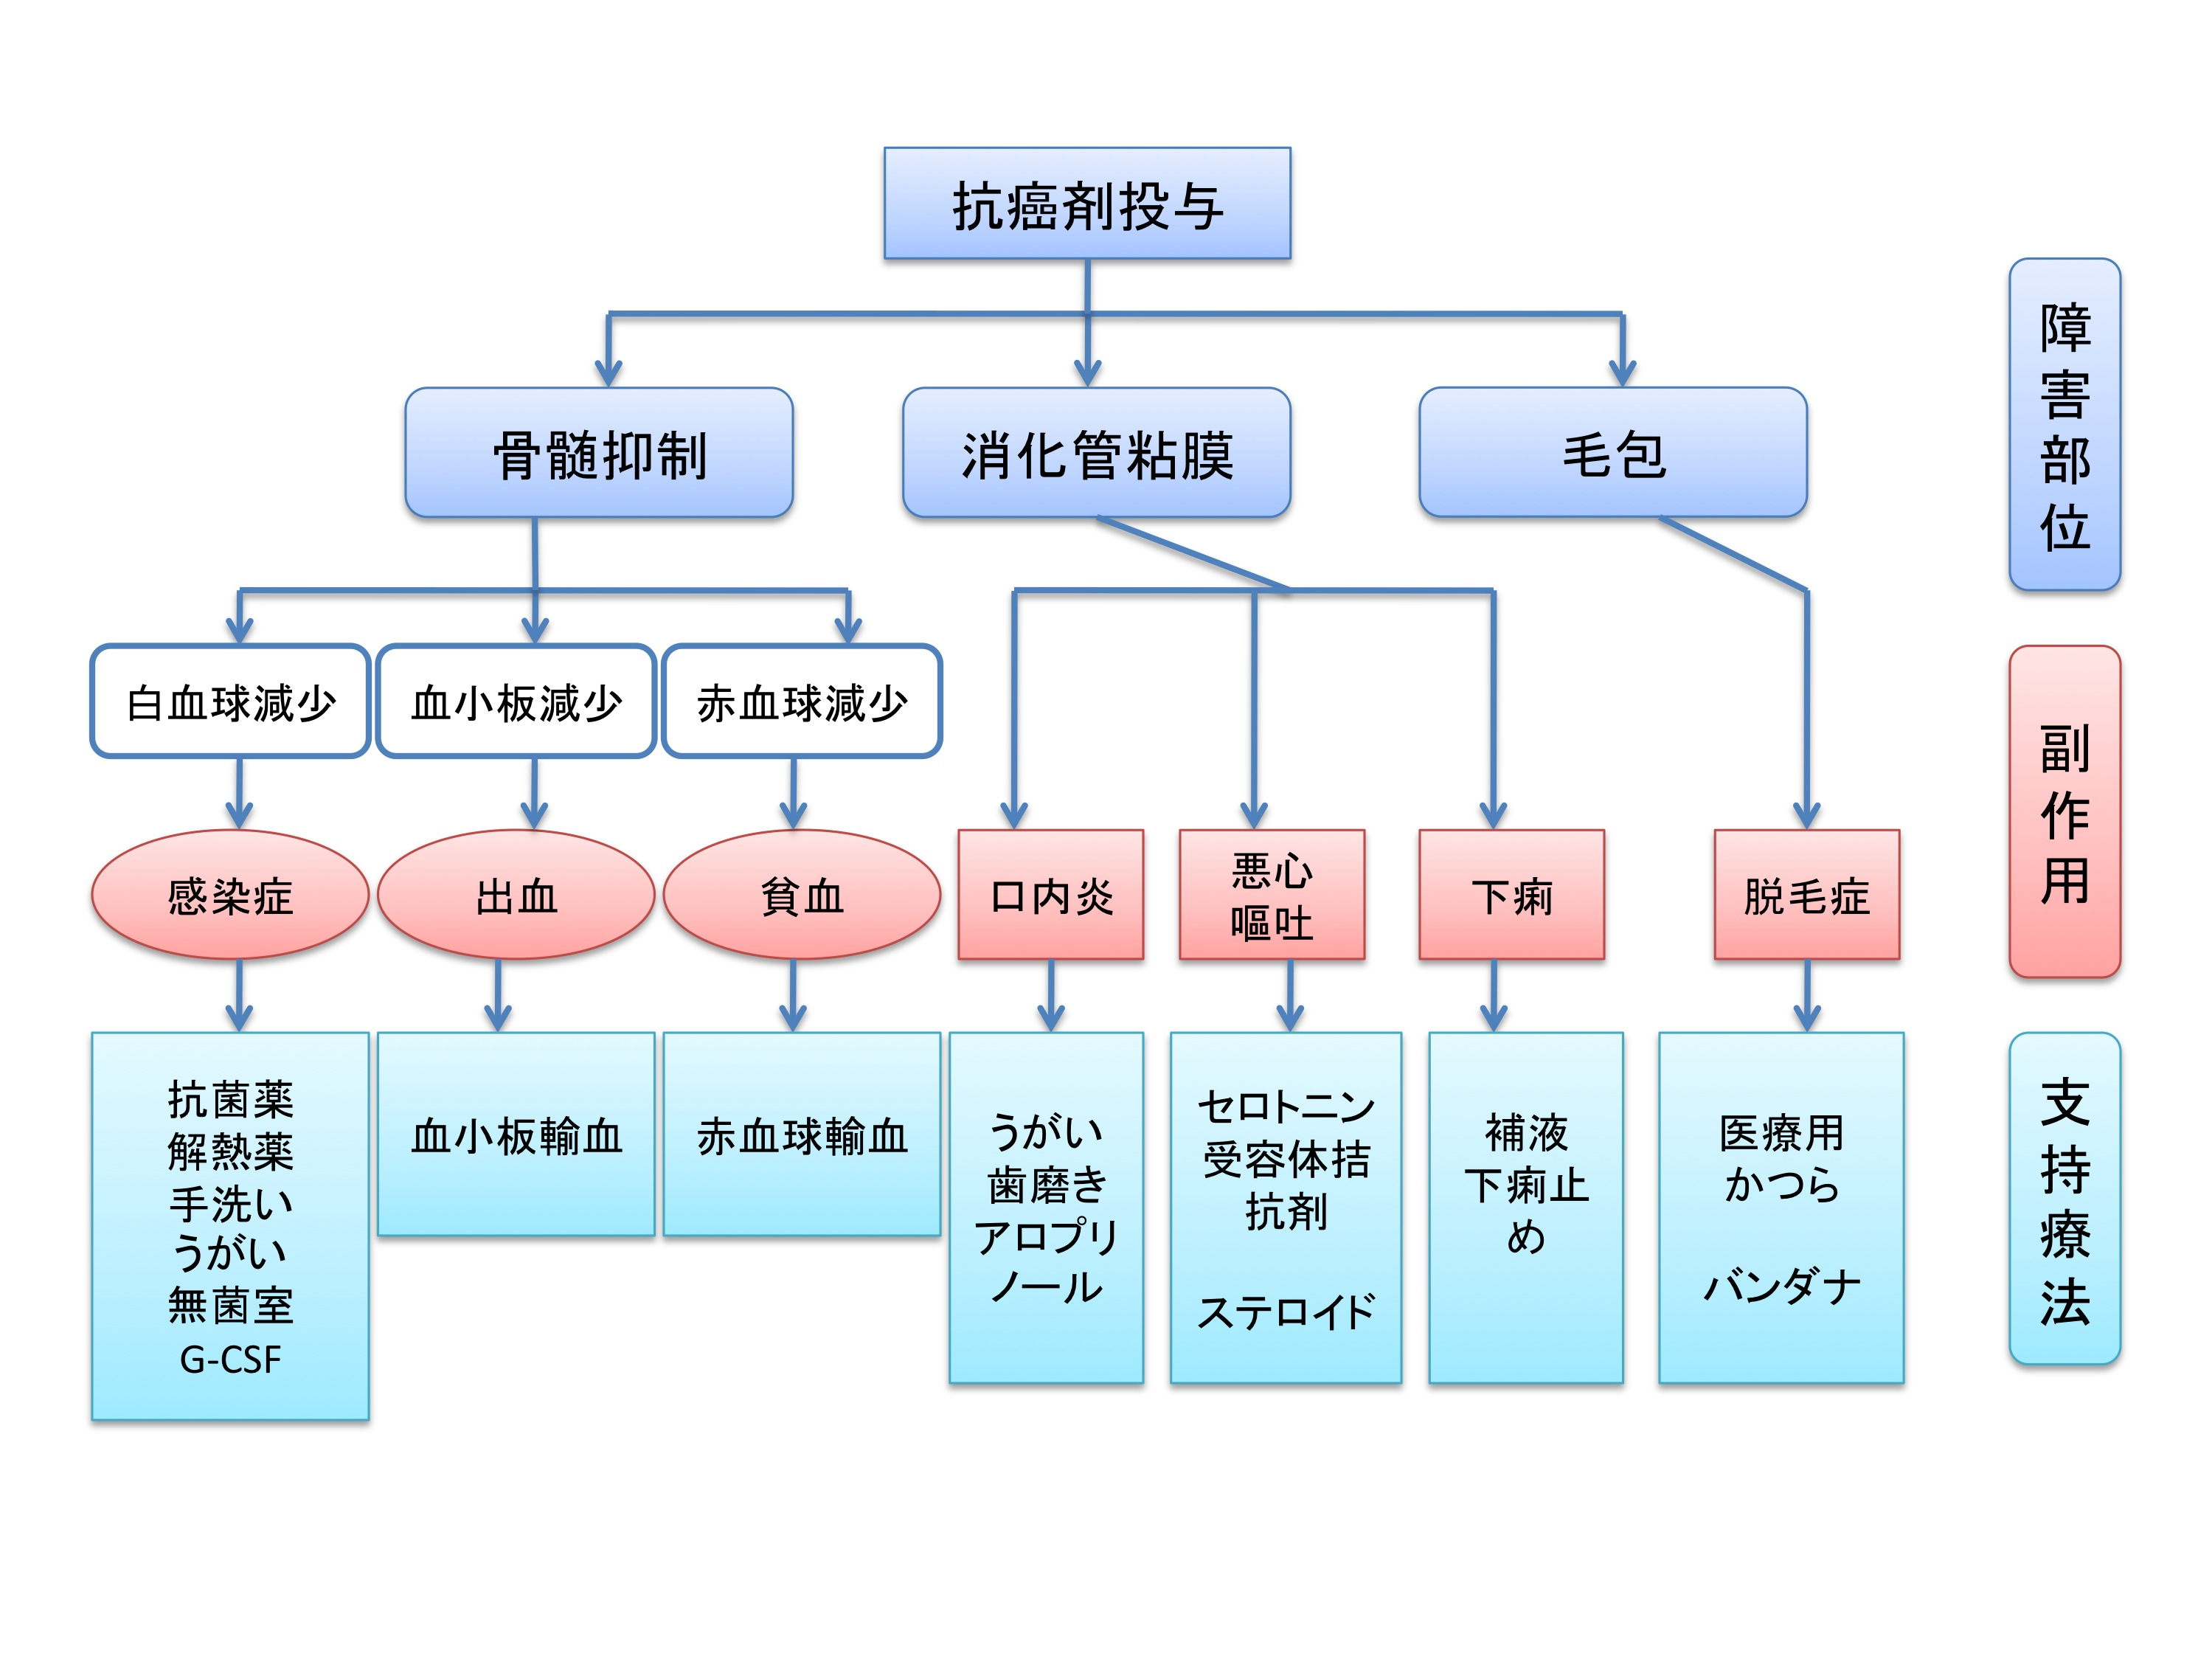 抗癌剤投与
骨髄抑制
消化管粘膜
毛包
白血球減少
血小板減少
赤血球減少
感染症
出血
貧血
口内炎
悪心
嘔吐
下痢
脱毛症
抗菌薬
解熱薬
手洗い
うがい
無菌室
G-CSF
血小板輸血
赤血球輸血
うがい
歯磨き
アロプリ
ノール
セロトニン
受容体拮
抗剤
ステロイド
補液
下痢止
め
医療用
かつら
バンダナ
障害部位
副作用
支持療法